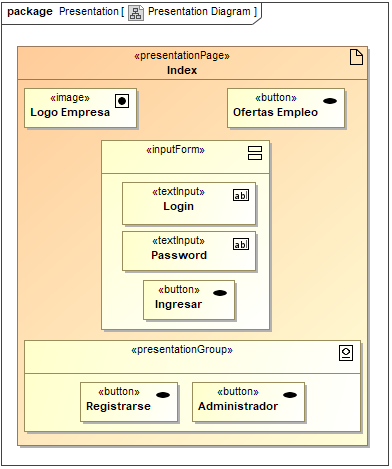 package Presentation [ Presentation Diagram ]
«presentationPage»
Index
«image»
Logo Empresa
«button»
Ofertas Empleo
«inputForm»
«textInput»
Login
ab|
«textInput»
Password
ab|
«button»
Ingresar
«presentationGroup»
«button»
Registrarse
«button»
Administrador